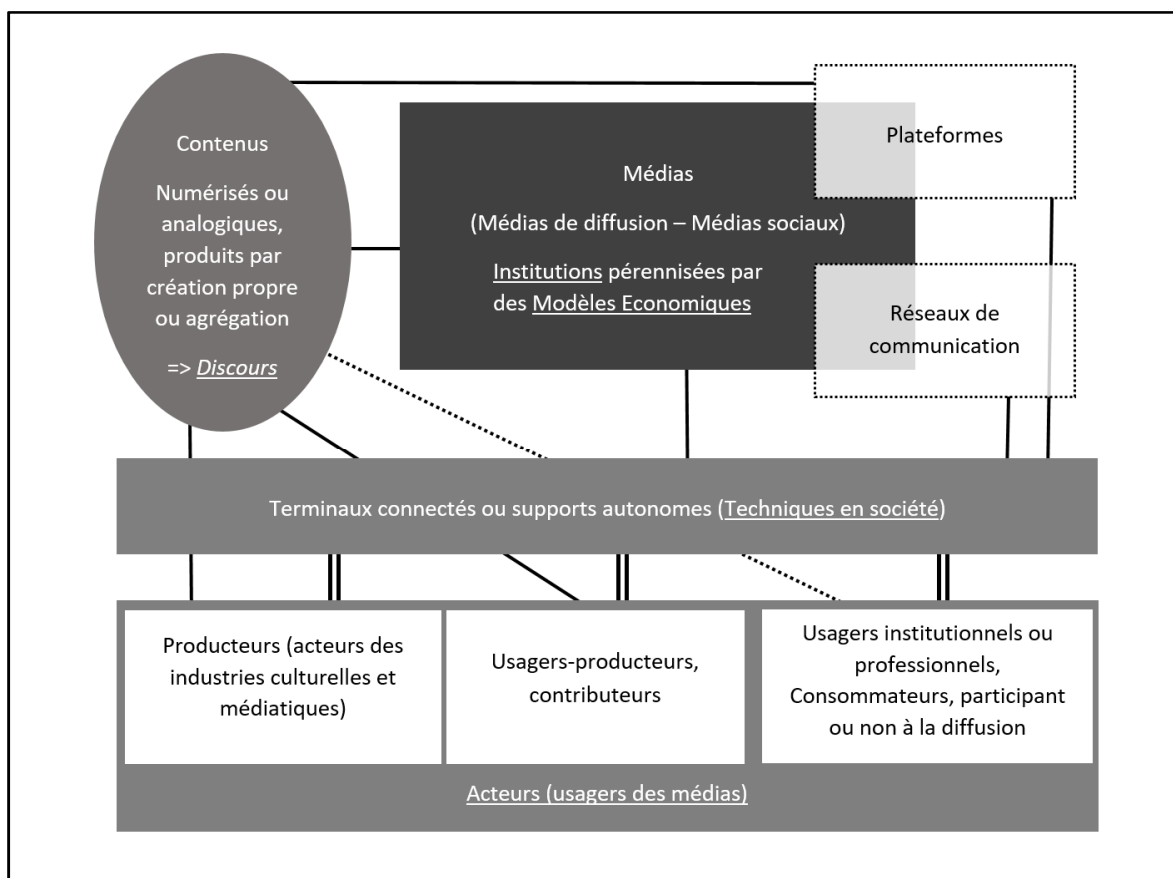 Contenus
Numérisés ou
analogiques,
produits par
création propre
ou agrégation
=> Discours
Médias
(Médias de diffusion – Médias sociaux)
Institutions pérennisées par
des Modèles Economiques
Plateformes
Réseaux de
communication
Terminaux connectés ou supports autonomes (Techniques en société)
Producteurs (acteurs des
industries culturelles et
médiatiques)
Usagers-producteurs,
contributeurs
Usagers institutionnels ou
professionnels,
Consommateurs, participant
ou non à la diffusion
Acteurs (usagers des médias)